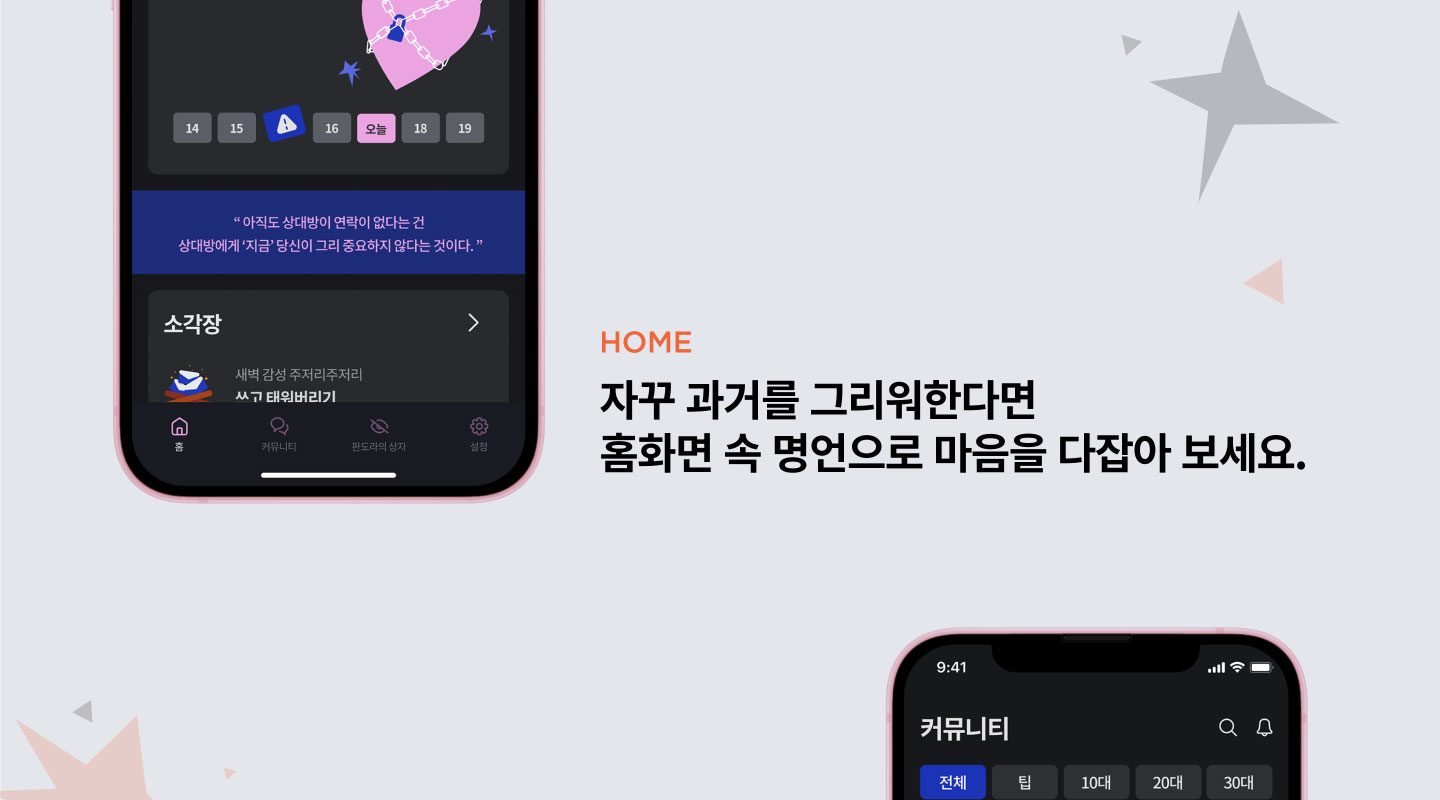 14 15 16 오늘 18 19
“ 아직도 상대방이 연락이 없다는 건
상대방에게 ‘지금’ 당신이 그리 중요하지 않다는 것이다. ”
소각장
새벽 감성 주저리주저리
쓰고 태워버리기
홈 커뮤니티 판도라의 상자 설정
HOME
자꾸 과거를 그리워한다면
홈화면 속 명언으로 마음을 다잡아 보세요.
9:41
커뮤니티
전체 팁 10대 20대 30대